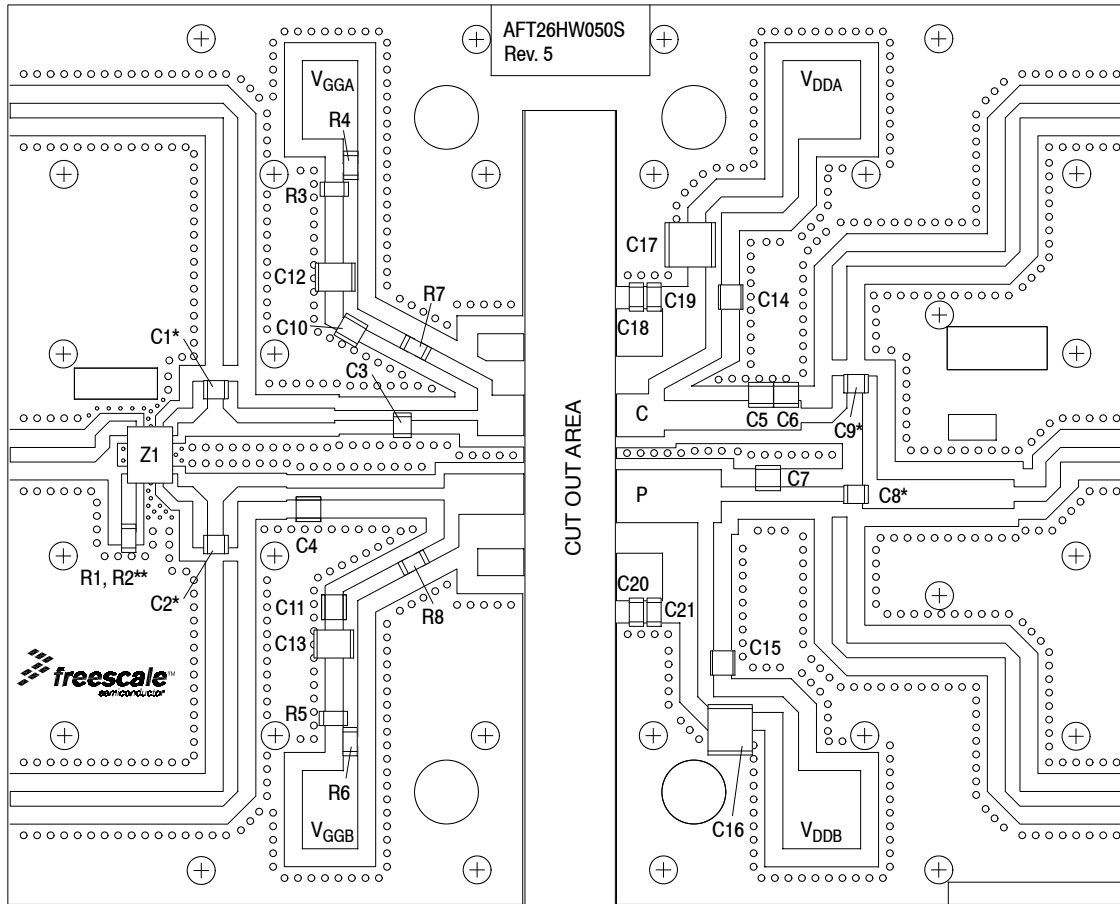 AFT26HW050S
Rev. 5
VGGA
VDDA
R4
R3
C17
C12
C19
C14
R7
C18
C10
C1*
C3
C
C5 C6
C9*
Z1
CUT OUT AREA
C7
P
C8*
C4
R1, R2**
C2*
C20
C11
R8
C21
C13
C15
freescale™
semiconductor
R5
R6
C16
VGGB
VDDB